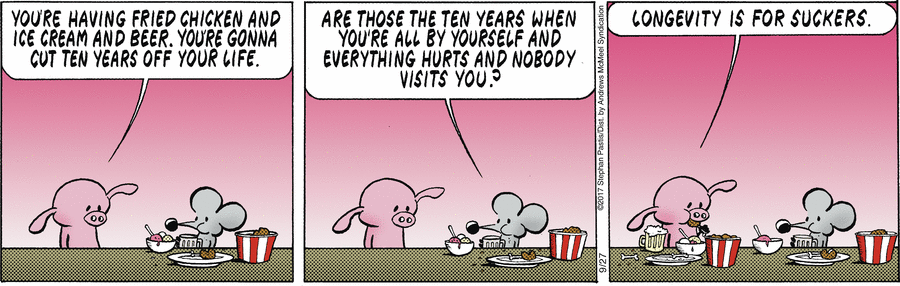 YOU'RE HAVING FRIED CHICKEN AND
ICE CREAM AND BEER. YOU'RE GONNA
CUT TEN YEARS OFF YOUR LIFE.
ARE THOSE THE TEN YEARS WHEN
YOU'RE ALL BY YOURSELF AND
EVERYTHING HURTS AND NOBODY
VISITS YOU?
©2017 Stephan Pastis/Dist. by Andrews McMeel Syndication
9/27
LONGEVITY IS FOR SUCKERS.